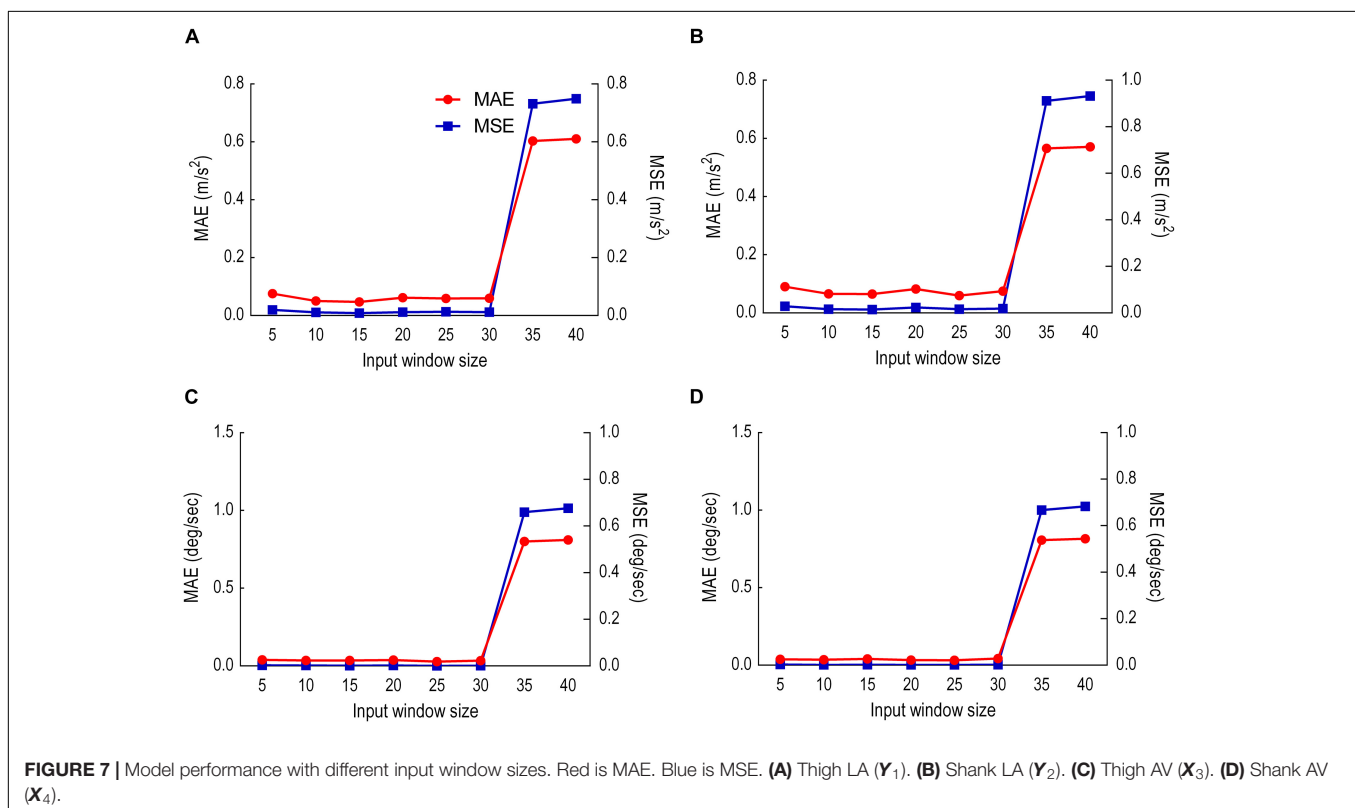 A
B
0.8
0.6
0.4
0.2
0.0
MAE (m/s²)
MAE
MSE
0.8
0.6
0.4
0.2
0.0
MSE (m/s²)
5 10 15 20 25 30 35 40
Input window size
0.8
0.6
0.4
0.2
0.0
MAE (m/s²)
1.0
0.8
0.6
0.4
0.2
0.0
MSE (m/s²)
5 10 15 20 25 30 35 40
Input window size
C
D
1.5
1.0
0.5
0.0
MAE (deg/sec)
1.0
0.8
0.6
0.4
0.2
0.0
MSE (deg/sec)
5 10 15 20 25 30 35 40
Input window size
1.5
1.0
0.5
0.0
MAE (deg/sec)
1.0
0.8
0.6
0.4
0.2
0.0
MSE (deg/sec)
5 10 15 20 25 30 35 40
Input window size
FIGURE 7 | Model performance with different input window sizes. Red is MAE. Blue is MSE. (A) Thigh LA (Y₁). (B) Shank LA (Y₂). (C) Thigh AV (X₃). (D) Shank AV
(X₄).